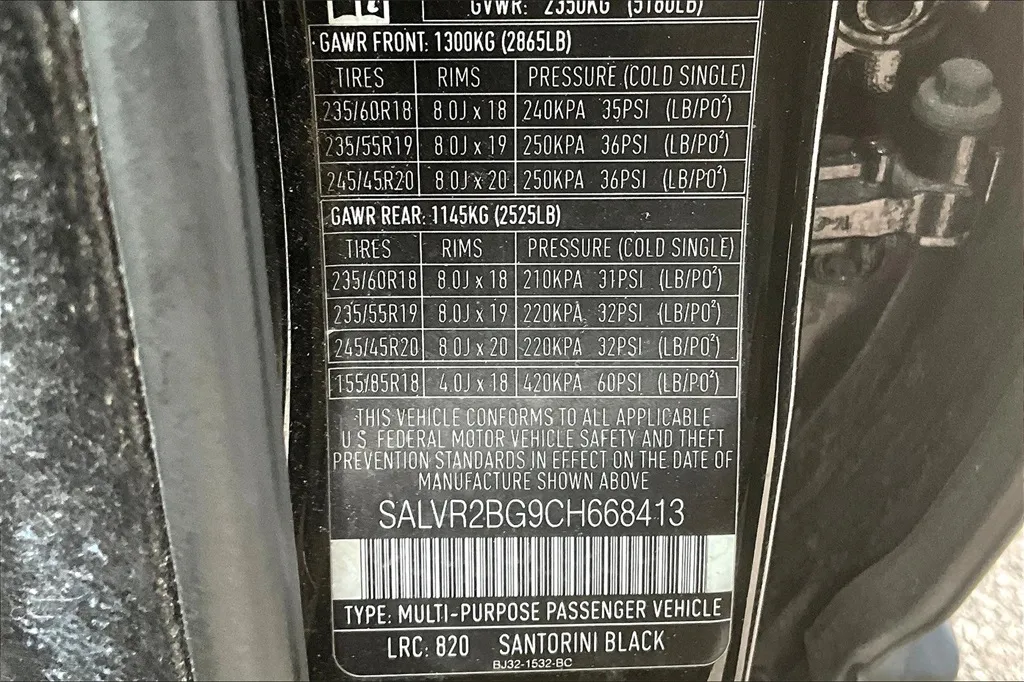 GVWR: 2350KG (5180LB)
GAWR FRONT: 1300KG (2865LB)
TIRES RIMS PRESSURE (COLD SINGLE)
235/60R18 8.0J x 18 240KPA 35PSI (LB/PO²)
235/55R19 8.0J x 19 250KPA 36PSI (LB/PO²)
245/45R20 8.0J x 20 250KPA 36PSI (LB/PO²)
GAWR REAR: 1145KG (2525LB)
TIRES RIMS PRESSURE (COLD SINGLE)
235/60R18 8.0J x 18 210KPA 31PSI (LB/PO²)
235/55R19 8.0J x 19 220KPA 32PSI (LB/PO²)
245/45R20 8.0J x 20 220KPA 32PSI (LB/PO²)
155/85R18 4.0J x 18 420KPA 60PSI (LB/PO²)
THIS VEHICLE CONFORMS TO ALL APPLICABLE
U.S. FEDERAL MOTOR VEHICLE SAFETY AND THEFT
PREVENTION STANDARDS IN EFFECT ON THE DATE OF
MANUFACTURE SHOWN ABOVE
SALVR2BG9CH668413
TYPE: MULTI-PURPOSE PASSENGER VEHICLE
LRC: 820 SANTORINI BLACK
BJ32-1532-BC